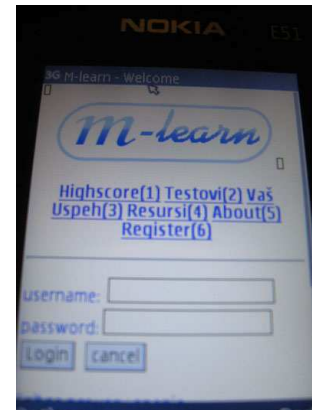 NOKIA E51
3G M-learn - Welcome
m-learn
Highscore(1) Testovi(2) Vaš
Uspeh(3) Resursi(4) About(5)
Register(6)
username:
password:
Login cancel